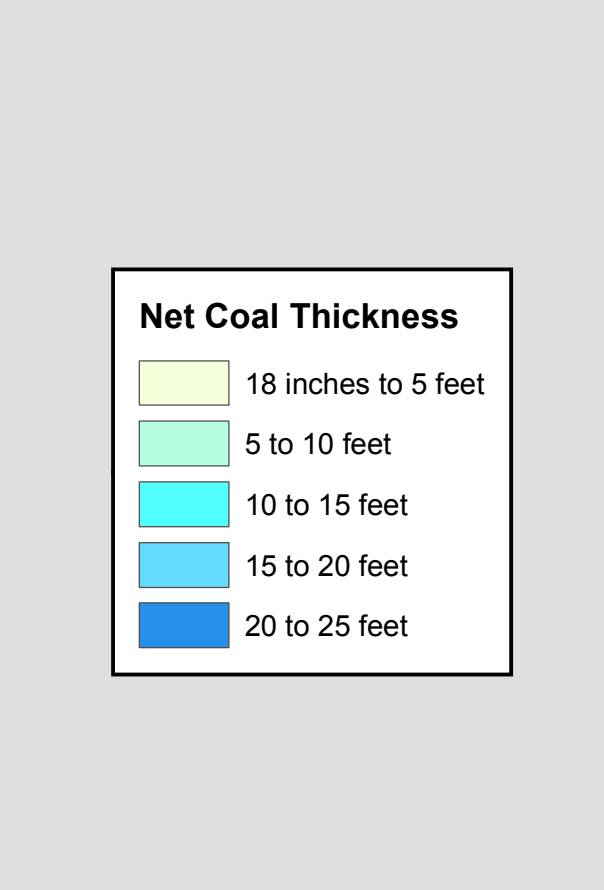 Net Coal Thickness
18 inches to 5 feet
5 to 10 feet
10 to 15 feet
15 to 20 feet
20 to 25 feet